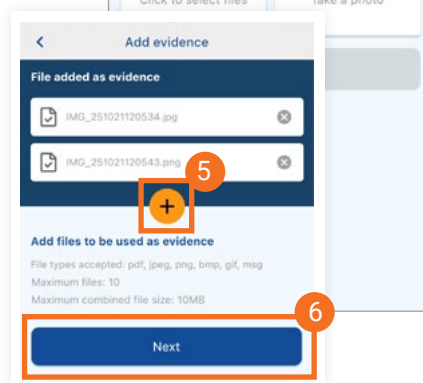 Click to select files
Take a photo
Add evidence
File added as evidence
IMG_251021120534.jpg
IMG_251021120543.png
5
+
Add files to be used as evidence
File types accepted: pdf, jpeg, png, bmp, gif, msg
Maximum files: 10
Maximum combined file size: 10MB
6
Next